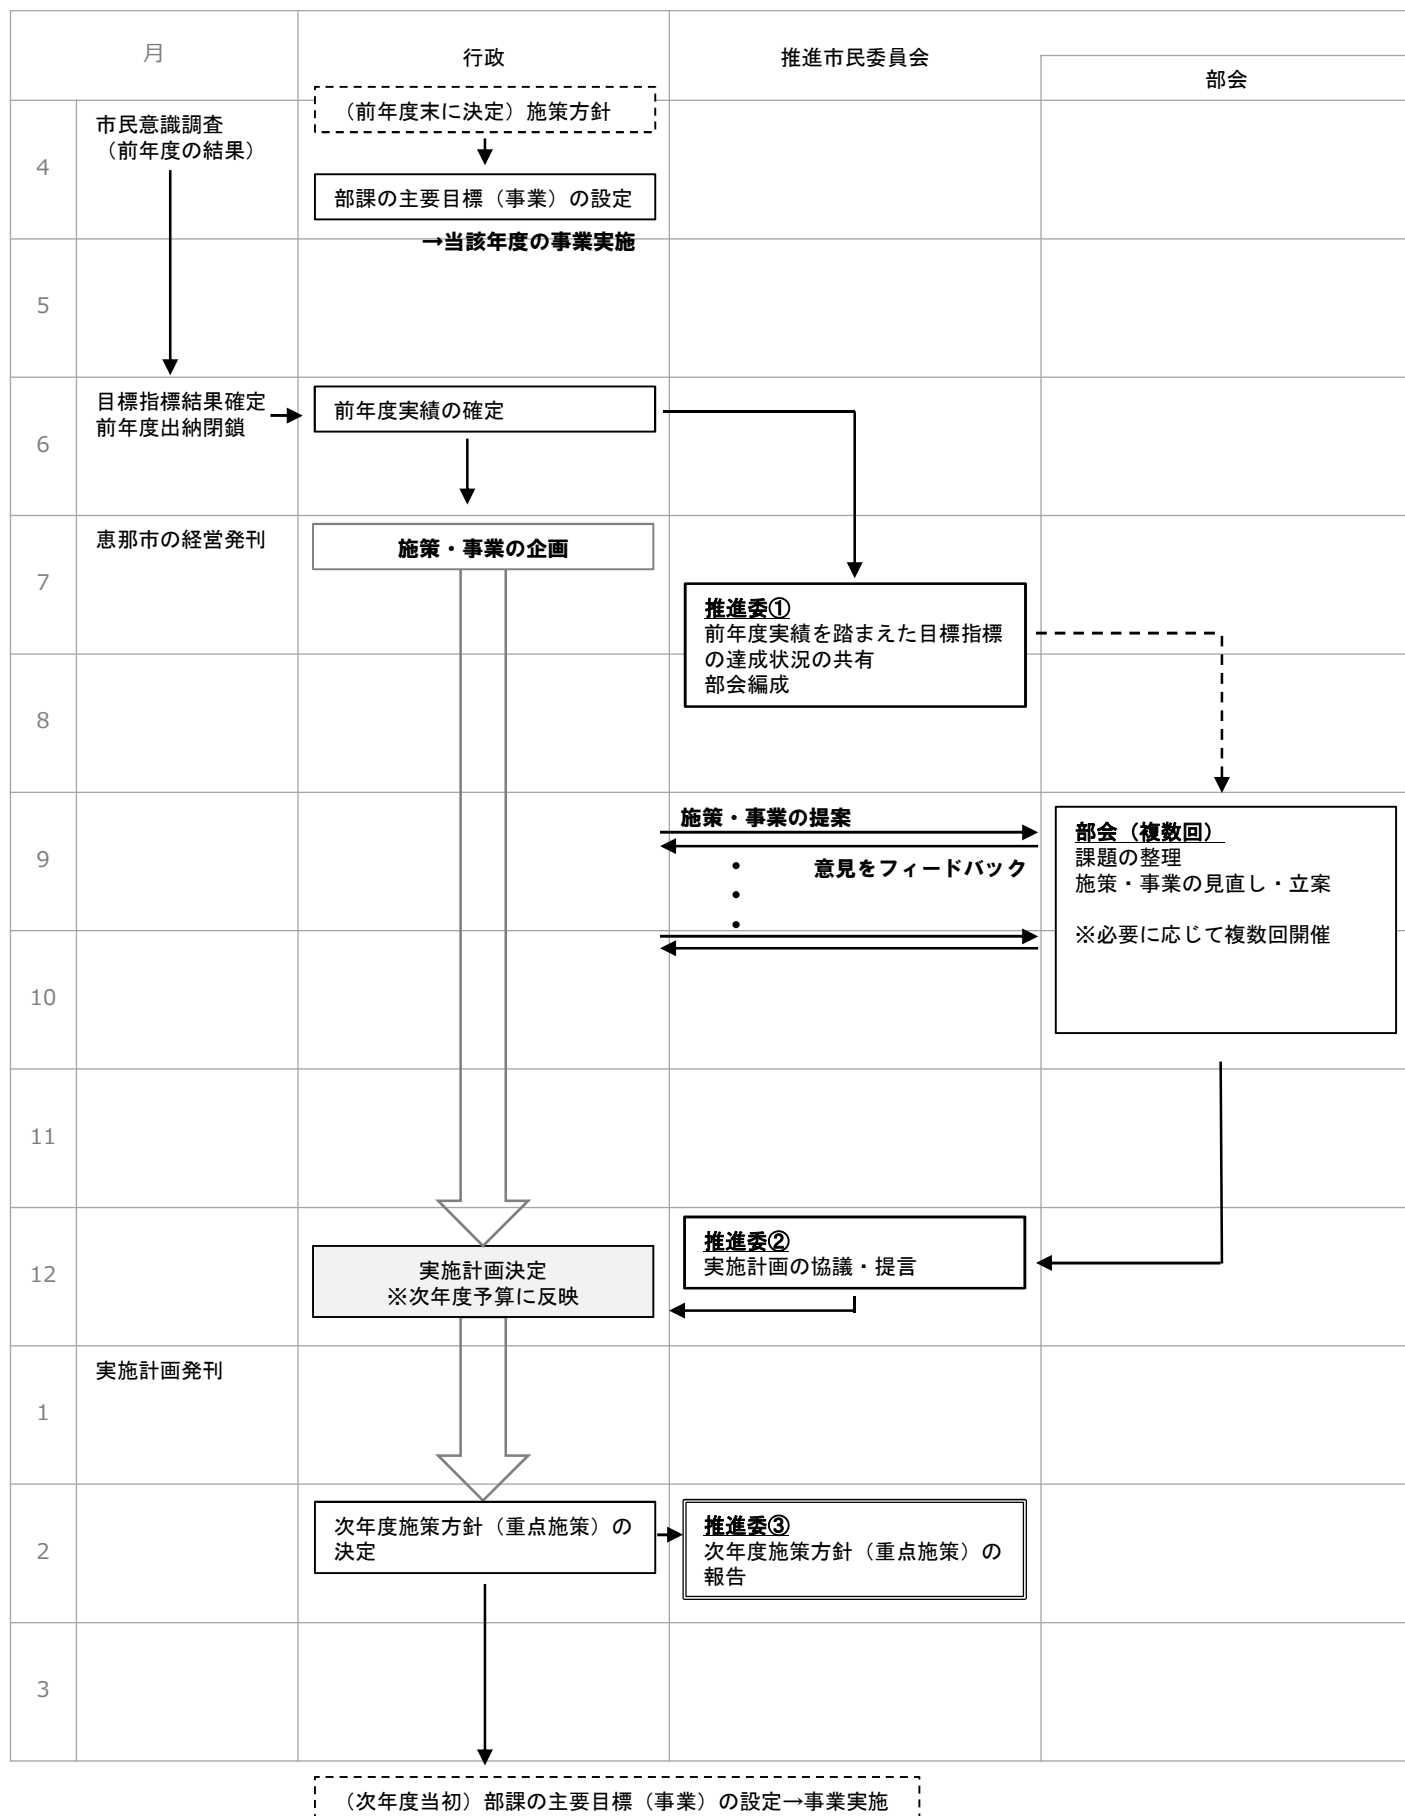 月
行政
推進市民委員会
部会
（前年度末に決定）施策方針
4
市民意識調査
（前年度の結果）
部課の主要目標（事業）の設定
→当該年度の事業実施
5
6
目標指標結果確定
前年度出納閉鎖
前年度実績の確定
7
恵那市の経営発刊
施策・事業の企画
推進委①
前年度実績を踏まえた目標指標
の達成状況の共有
部会編成
8
9
施策・事業の提案
意見をフィードバック
・
・
・
部会（複数回）
課題の整理
施策・事業の見直し・立案
※必要に応じて複数回開催
10
11
12
実施計画決定
※次年度予算に反映
推進委②
実施計画の協議・提言
実施計画発刊
1
2
次年度施策方針（重点施策）の
決定
推進委③
次年度施策方針（重点施策）の
報告
3
（次年度当初）部課の主要目標（事業）の設定→事業実施